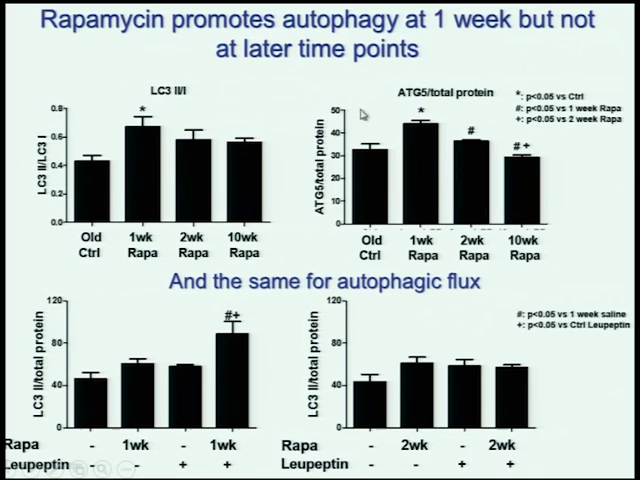 Rapamycin promotes autophagy at 1 week but not
at later time points
LC3 II/I
LC3 II/LC3 I
0.8
0.6
0.4
0.2
0.0
*
Old Ctrl
1wk Rapa
2wk Rapa
10wk Rapa
ATG5/total protein
ATG5/total protein
50
40
30
20
10
0
*
#
# +
Old Ctrl
1wk Rapa
2wk Rapa
10wk Rapa
*: p<0.05 vs Ctrl
#: p<0.05 vs 1 week Rapa
+: p<0.05 vs 2 week Rapa
And the same for autophagic flux
LC3 II/total protein
120
80
40
0
#+
Rapa - 1wk - 1wk
Leupeptin - - + +
LC3 II/total protein
120
80
40
0
Rapa - 2wk - 2wk
Leupeptin - - + +
#: p<0.05 vs 1 week saline
+: p<0.05 vs Ctrl Leupeptin